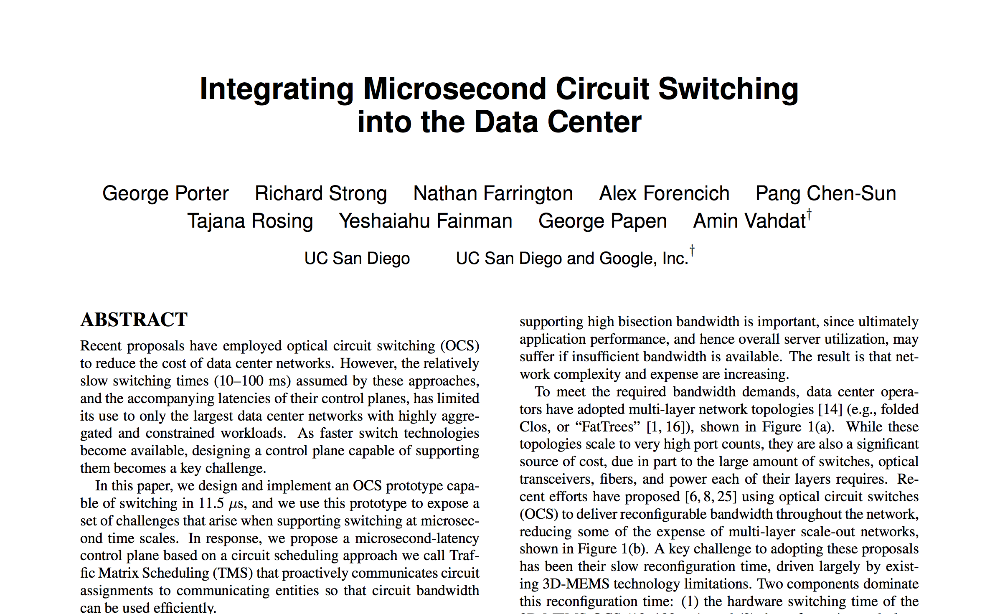 Integrating Microsecond Circuit Switching
into the Data Center
George Porter Richard Strong Nathan Farrington Alex Forencich Pang Chen-Sun
Tajana Rosing Yeshaiahu Fainman George Papen Amin Vahdat†
UC San Diego UC San Diego and Google, Inc.†
ABSTRACT
Recent proposals have employed optical circuit switching (OCS)
to reduce the cost of data center networks. However, the relatively
slow switching times (10–100 ms) assumed by these approaches,
and the accompanying latencies of their control planes, has limited
its use to only the largest data center networks with highly aggre-
gated and constrained workloads. As faster switch technologies
become available, designing a control plane capable of supporting
them becomes a key challenge.
In this paper, we design and implement an OCS prototype capa-
ble of switching in 11.5 µs, and we use this prototype to expose a
set of challenges that arise when supporting switching at microsec-
ond time scales. In response, we propose a microsecond-latency
control plane based on a circuit scheduling approach we call Traf-
fic Matrix Scheduling (TMS) that proactively communicates circuit
assignments to communicating entities so that circuit bandwidth
can be used efficiently.
supporting high bisection bandwidth is important, since ultimately
application performance, and hence overall server utilization, may
suffer if insufficient bandwidth is available. The result is that net-
work complexity and expense are increasing.
To meet the required bandwidth demands, data center opera-
tors have adopted multi-layer network topologies [14] (e.g., folded
Clos, or “FatTrees” [1, 16]), shown in Figure 1(a). While these
topologies scale to very high port counts, they are also a significant
source of cost, due in part to the large amount of switches, optical
transceivers, fibers, and power each of their layers requires. Re-
cent efforts have proposed [6, 8, 25] using optical circuit switches
(OCS) to deliver reconfigurable bandwidth throughout the network,
reducing some of the expense of multi-layer scale-out networks,
shown in Figure 1(b). A key challenge to adopting these proposals
has been their slow reconfiguration time, driven largely by exist-
ing 3D-MEMS technology limitations. Two components dominate
this reconfiguration time: (1) the hardware switching time of the